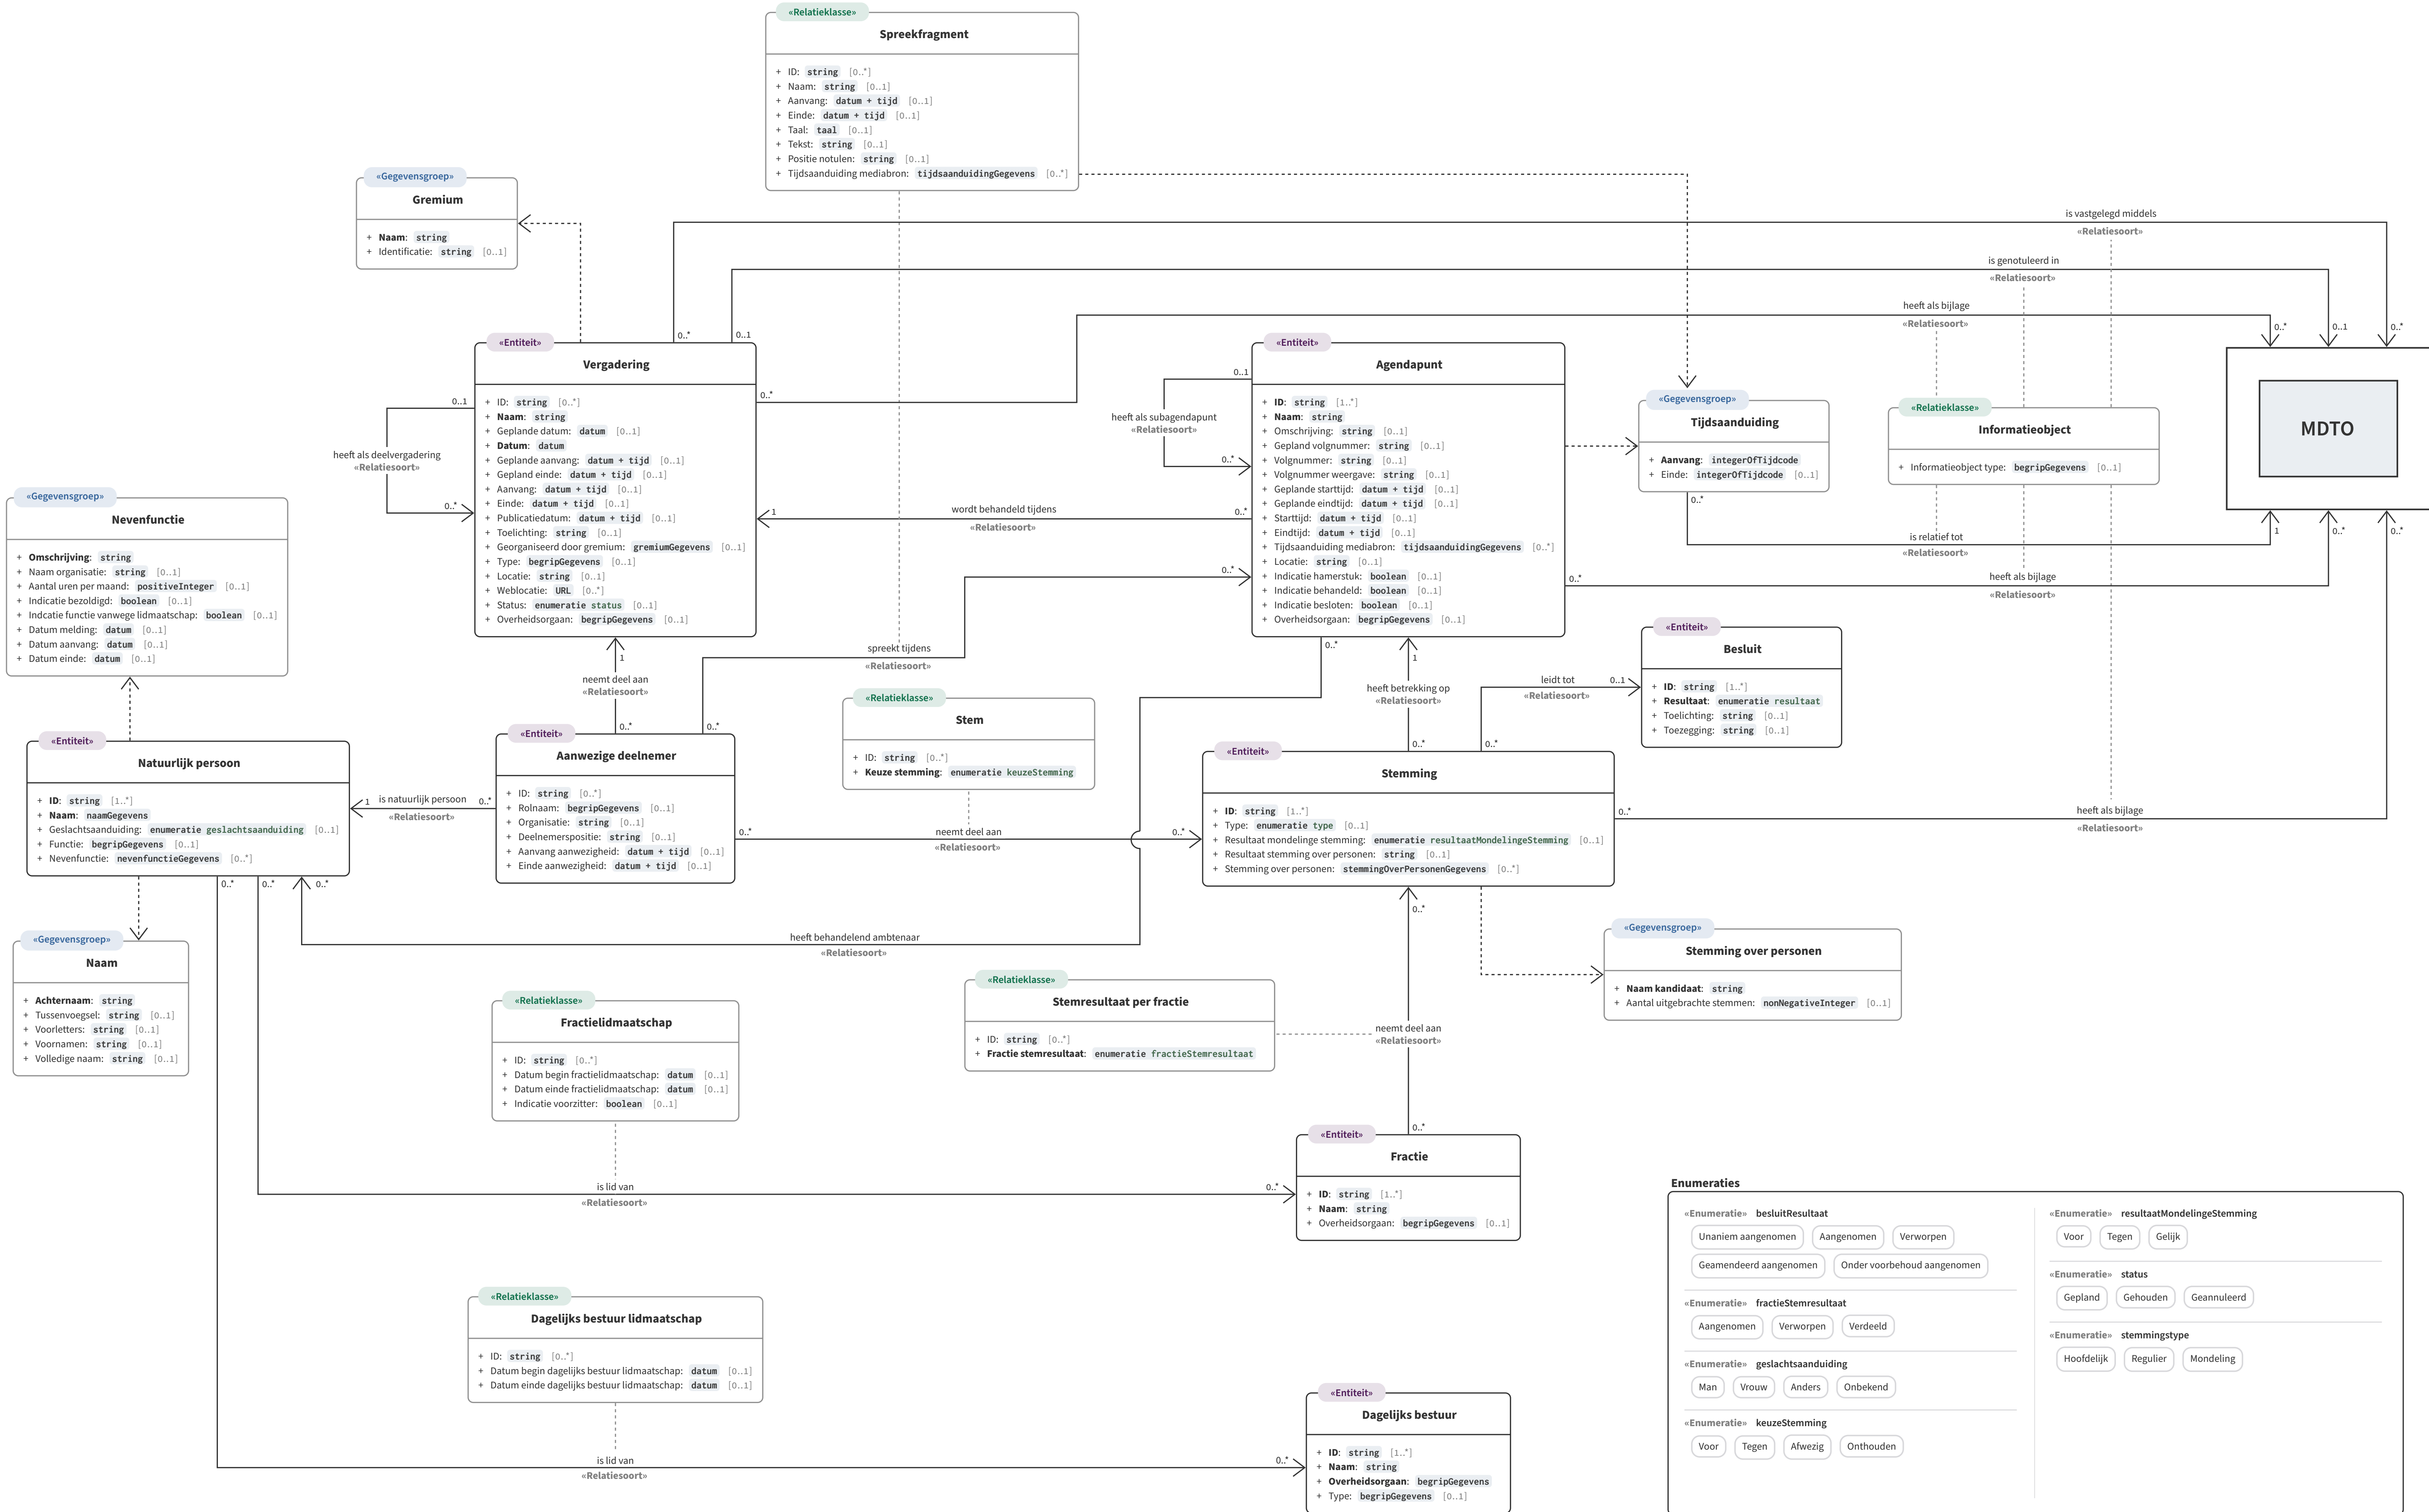 «Relatieklasse»
Spreekfragment
+ ID: string [0..*]
+ Naam: string [0..1]
+ Aanvang: datum + tijd [0..1]
+ Einde: datum + tijd [0..1]
+ Taal: taal [0..1]
+ Tekst: string [0..1]
+ Positie notulen: string [0..1]
+ Tijdsaanduiding mediabron: tijdsaanduidingGegevens [0..*]
«Gegevensgroep»
Gremium
+ Naam: string
+ Identificatie: string [0..1]
is vastgelegd middels
«Relatiesoort»
is genotuleerd in
«Relatiesoort»
heeft als bijlage
«Relatiesoort»
0..*
0..1
0..*
0..1
0..*
«Entiteit»
Vergadering
+ ID: string [0..*]
+ Naam: string
+ Geplande datum: datum [0..1]
+ Datum: datum
+ Geplande aanvang: datum + tijd [0..1]
+ Gepland einde: datum + tijd [0..1]
+ Aanvang: datum + tijd [0..1]
+ Einde: datum + tijd [0..1]
+ Publicatiedatum: datum + tijd [0..1]
+ Toelichting: string [0..1]
+ Georganiseerd door gremium: gremiumGegevens [0..1]
+ Type: begripGegevens [0..1]
+ Locatie: string [0..1]
+ Weblocatie: URL [0..*]
+ Status: enumeratie status [0..1]
+ Overheidsorgaan: begripGegevens [0..1]
0..*
0..1
heeft als deelvergadering
«Relatiesoort»
0..*
«Entiteit»
Agendapunt
+ ID: string [1..*]
+ Naam: string
+ Omschrijving: string [0..1]
+ Gepland volgnummer: string [0..1]
+ Volgnummer: string [0..1]
+ Volgnummer weergave: string [0..1]
+ Geplande starttijd: datum + tijd [0..1]
+ Geplande eindtijd: datum + tijd [0..1]
+ Starttijd: datum + tijd [0..1]
+ Eindtijd: datum + tijd [0..1]
+ Tijdsaanduiding mediabron: tijdsaanduidingGegevens [0..*]
+ Locatie: string [0..1]
+ Indicatie hamerstuk: boolean [0..1]
+ Indicatie behandeld: boolean [0..1]
+ Indicatie besloten: boolean [0..1]
+ Overheidsorgaan: begripGegevens [0..1]
0..1
heeft als subagendapunt
«Relatiesoort»
0..*
1
wordt behandeld tijdens
«Relatiesoort»
0..*
0..*
«Gegevensgroep»
Tijdsaanduiding
+ Aanvang: integerOfTijdcode
+ Einde: integerOfTijdcode [0..1]
0..*
«Relatieklasse»
Informatieobject
+ Informatieobject type: begripGegevens [0..1]
MDTO
is relatief tot
«Relatiesoort»
1
0..*
0..*
0..*
heeft als bijlage
«Relatiesoort»
«Gegevensgroep»
Nevenfunctie
+ Omschrijving: string
+ Naam organisatie: string [0..1]
+ Aantal uren per maand: positiveInteger [0..1]
+ Indicatie bezoldigd: boolean [0..1]
+ Indcatie functie vanwege lidmaatschap: boolean [0..1]
+ Datum melding: datum [0..1]
+ Datum aanvang: datum [0..1]
+ Datum einde: datum [0..1]
1
neemt deel aan
«Relatiesoort»
0..*
0..*
spreekt tijdens
«Relatiesoort»
0..*
1
heeft betrekking op
«Relatiesoort»
0..*
leidt tot
«Relatiesoort»
0..1
0..*
«Entiteit»
Besluit
+ ID: string [1..*]
+ Resultaat: enumeratie resultaat
+ Toelichting: string [0..1]
+ Toezegging: string [0..1]
«Relatieklasse»
Stem
+ ID: string [0..*]
+ Keuze stemming: enumeratie keuzeStemming
«Entiteit»
Natuurlijk persoon
+ ID: string [1..*]
+ Naam: naamGegevens
+ Geslachtsaanduiding: enumeratie geslachtsaanduiding [0..1]
+ Functie: begripGegevens [0..1]
+ Nevenfunctie: nevenfunctieGegevens [0..*]
1
is natuurlijk persoon
«Relatiesoort»
0..*
«Entiteit»
Aanwezige deelnemer
+ ID: string [0..*]
+ Rolnaam: begripGegevens [0..1]
+ Organisatie: string [0..1]
+ Deelnemerspositie: string [0..1]
+ Aanvang aanwezigheid: datum + tijd [0..1]
+ Einde aanwezigheid: datum + tijd [0..1]
0..*
neemt deel aan
«Relatiesoort»
0..*
«Entiteit»
Stemming
+ ID: string [1..*]
+ Type: enumeratie type [0..1]
+ Resultaat mondelinge stemming: enumeratie resultaatMondelingeStemming [0..1]
+ Resultaat stemming over personen: string [0..1]
+ Stemming over personen: stemmingOverPersonenGegevens [0..*]
0..*
heeft als bijlage
«Relatiesoort»
0..*
0..*
0..*
0..*
heeft behandelend ambtenaar
«Relatiesoort»
«Gegevensgroep»
Naam
+ Achternaam: string
+ Tussenvoegsel: string [0..1]
+ Voorletters: string [0..1]
+ Voornamen: string [0..1]
+ Volledige naam: string [0..1]
«Gegevensgroep»
Stemming over personen
+ Naam kandidaat: string
+ Aantal uitgebrachte stemmen: nonNegativeInteger [0..1]
«Relatieklasse»
Fractielidmaatschap
+ ID: string [0..*]
+ Datum begin fractielidmaatschap: datum [0..1]
+ Datum einde fractielidmaatschap: datum [0..1]
+ Indicatie voorzitter: boolean [0..1]
«Relatieklasse»
Stemresultaat per fractie
+ ID: string [0..*]
+ Fractie stemresultaat: enumeratie fractieStemresultaat
neemt deel aan
«Relatiesoort»
0..*
«Entiteit»
Fractie
+ ID: string [1..*]
+ Naam: string
+ Overheidsorgaan: begripGegevens [0..1]
is lid van
«Relatiesoort»
0..*
«Relatieklasse»
Dagelijks bestuur lidmaatschap
+ ID: string [0..*]
+ Datum begin dagelijks bestuur lidmaatschap: datum [0..1]
+ Datum einde dagelijks bestuur lidmaatschap: datum [0..1]
is lid van
«Relatiesoort»
0..*
«Entiteit»
Dagelijks bestuur
+ ID: string [1..*]
+ Naam: string
+ Overheidsorgaan: begripGegevens
+ Type: begripGegevens [0..1]
Enumeraties
«Enumeratie» besluitResultaat
Unaniem aangenomen Aangenomen Verworpen
Geamendeerd aangenomen Onder voorbehoud aangenomen
«Enumeratie» fractieStemresultaat
Aangenomen Verworpen Verdeeld
«Enumeratie» geslachtsaanduiding
Man Vrouw Anders Onbekend
«Enumeratie» keuzeStemming
Voor Tegen Afwezig Onthouden
«Enumeratie» resultaatMondelingeStemming
Voor Tegen Gelijk
«Enumeratie» status
Gepland Gehouden Geannuleerd
«Enumeratie» stemmingstype
Hoofdelijk Regulier Mondeling